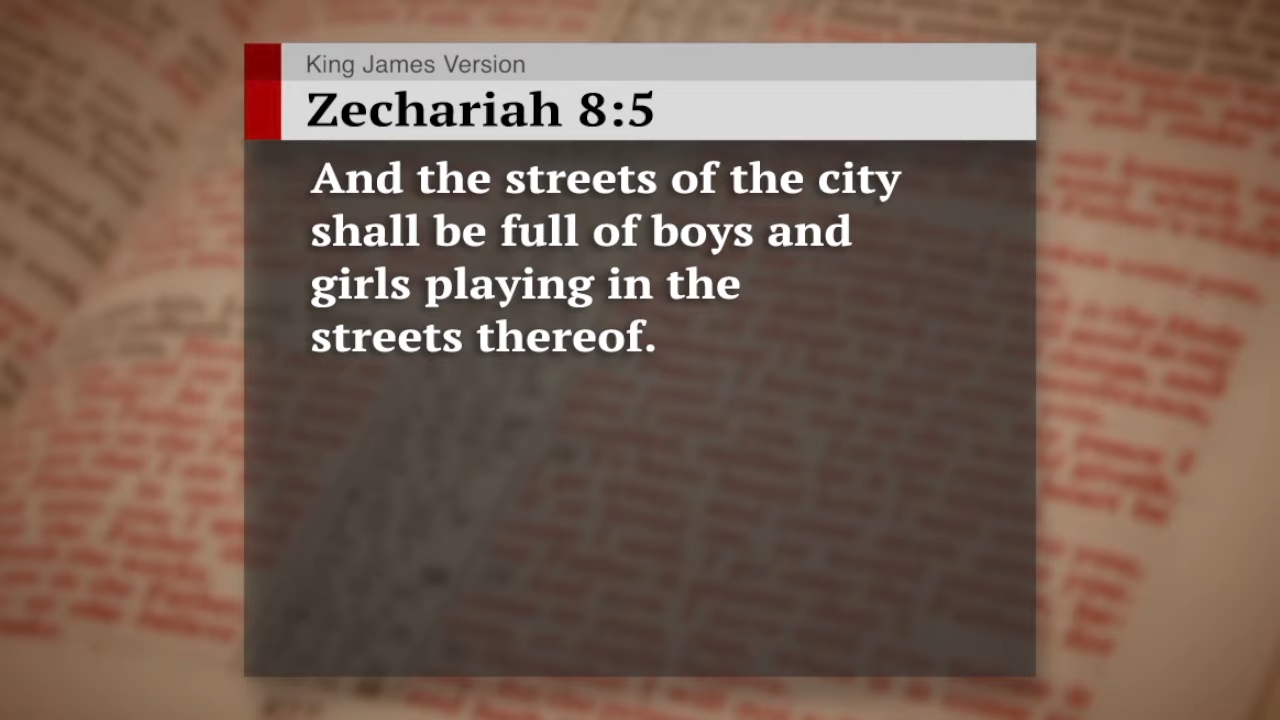 King James Version
Zechariah 8:5
And the streets of the city
shall be full of boys and
girls playing in the
streets thereof.